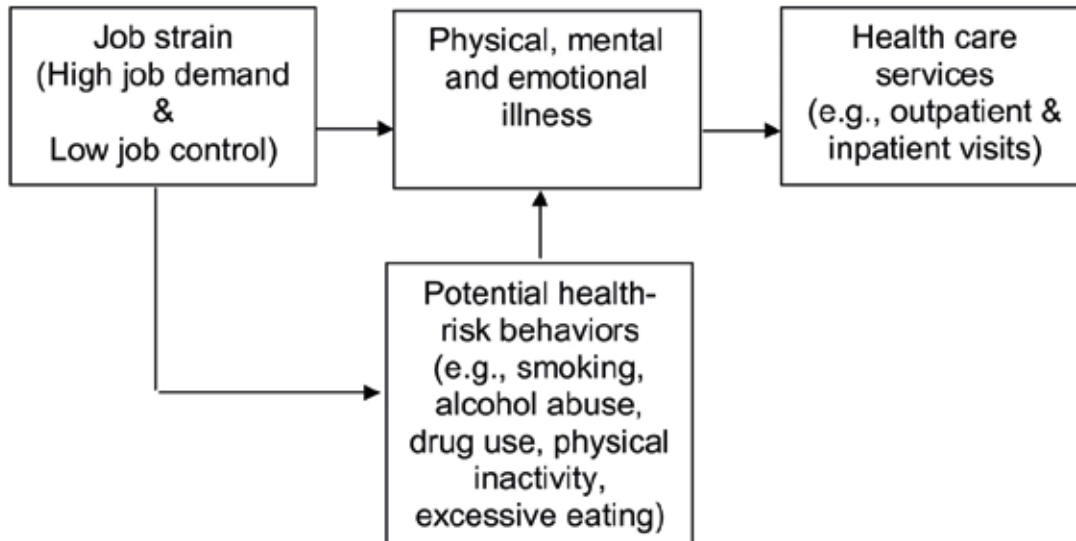 Job strain
(High job demand
&
Low job control)
Physical, mental
and emotional
illness
Health care
services
(e.g., outpatient &
inpatient visits)
Potential health-
risk behaviors
(e.g., smoking,
alcohol abuse,
drug use, physical
inactivity,
excessive eating)